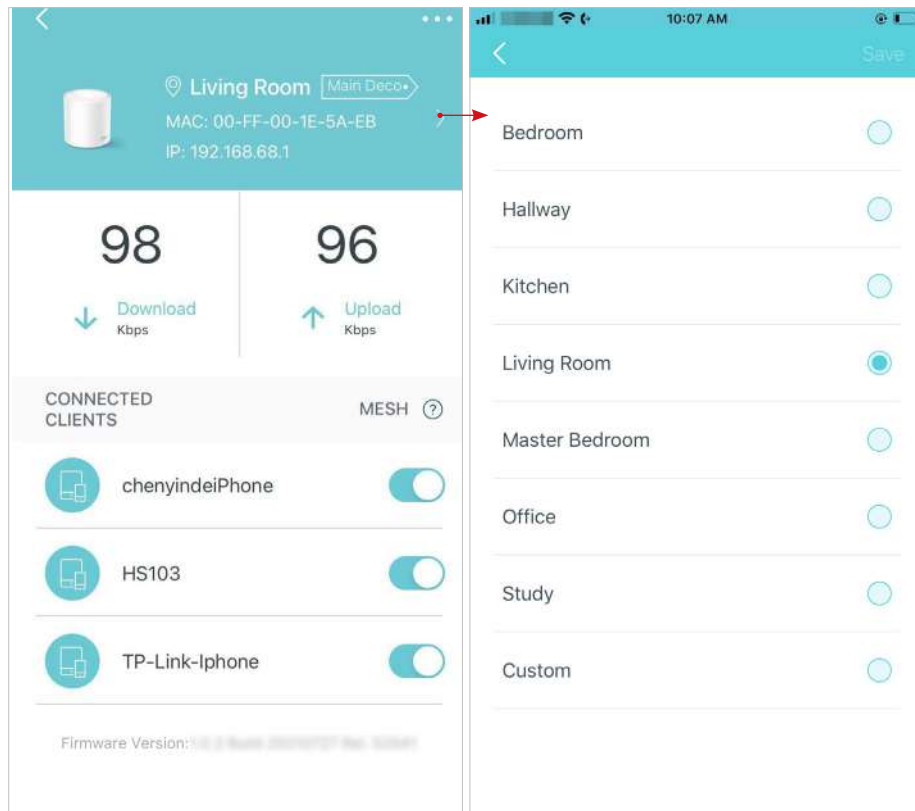 Living Room Main Deco
MAC: 00-FF-00-1E-5A-EB
IP: 192.168.68.1
98
96
Download
Kbps
Upload
Kbps
CONNECTED
CLIENTS
MESH ?
chenyindeiPhone
HS103
TP-Link-Iphone
Firmware Version:
10:07 AM
Save
Bedroom
Hallway
Kitchen
Living Room
Master Bedroom
Office
Study
Custom